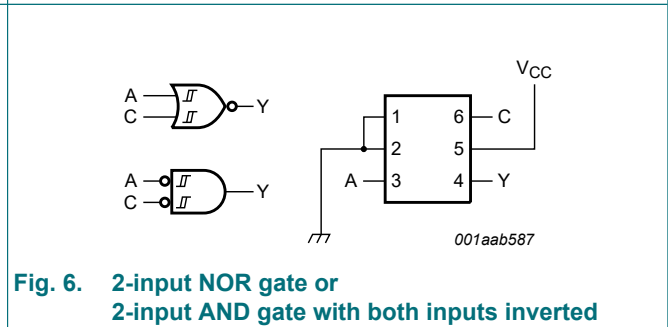 A
C
Y
A
C
Y
V_CC
1 6 C
2 5
A 3 4 Y
001aab587
Fig. 6. 2-input NOR gate or
2-input AND gate with both inputs inverted